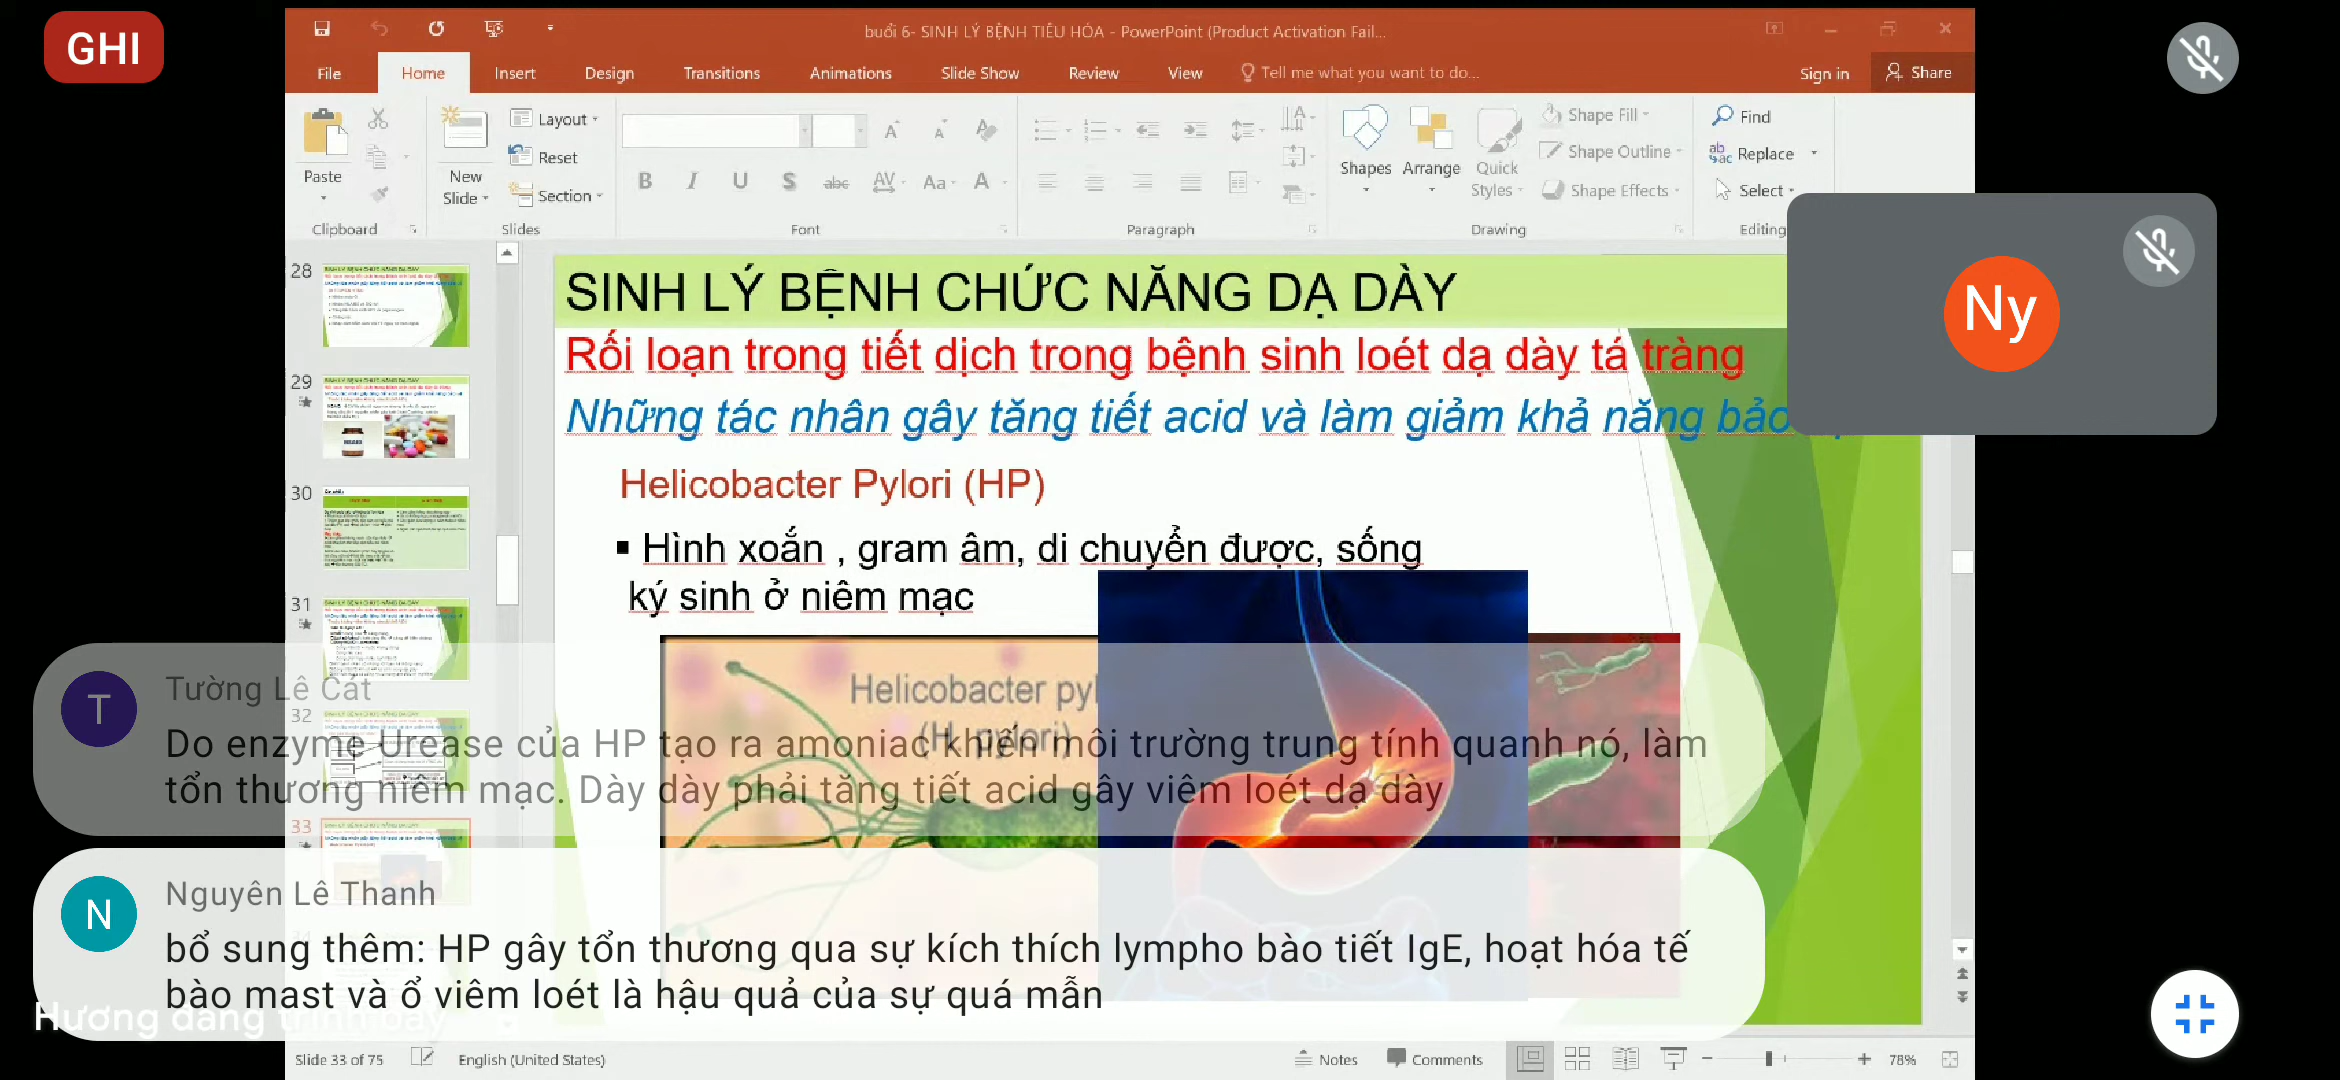 GHI
buổi 6- SINH LÝ BỆNH TIÊU HÓA - PowerPoint (Product Activation Fail...
File Home Insert Design Transitions Animations Slide Show Review View Tell me what you want to do... Sign in Share
Paste
Clipboard
New
Slide
Layout
Reset
Section
Slides
B I U S abc AV Aa A
Font
Paragraph
Shapes Arrange Quick
Styles
Shape Fill
Shape Outline
Shape Effects
Drawing
Find
Replace
Select
Editing
Ny
28
29
30
31
32
33
SINH LÝ BỆNH CHỨC NĂNG DẠ DÀY
Rối loạn trong tiết dịch trong bệnh sinh loét dạ dày tá tràng
Những tác nhân gây tăng tiết acid và làm giảm khả năng bảo
Helicobacter Pylori (HP)
▪ Hình xoắn , gram âm, di chuyển được, sống
ký sinh ở niêm mạc
Helicobacter pyl
(H. pylori)
T
Tường Lê Cát
Do enzyme Urease của HP tạo ra amoniac khiến môi trường trung tính quanh nó, làm
tổn thương niêm mạc. Dày dày phải tăng tiết acid gây viêm loét dạ dày
N
Nguyên Lê Thanh
bổ sung thêm: HP gây tổn thương qua sự kích thích lympho bào tiết IgE, hoạt hóa tế
bào mast và ổ viêm loét là hậu quả của sự quá mẫn
Hương đang trình bày
Slide 33 of 75 English (United States) Notes Comments 78%